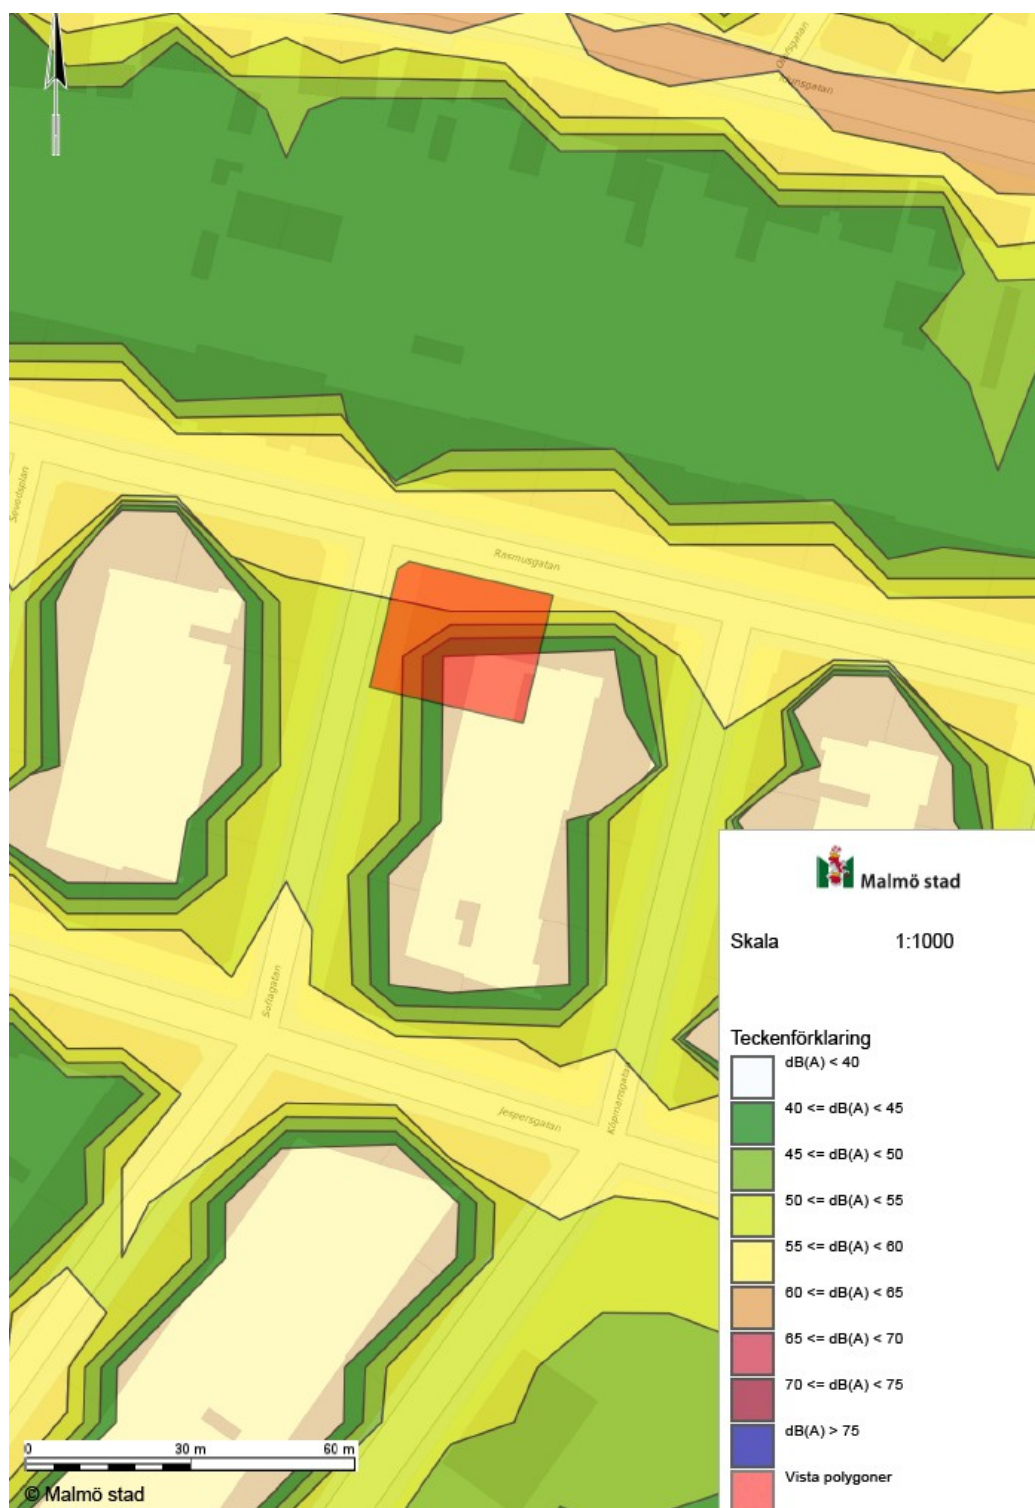 Olofsgatan
Idunsgatan
Sevedsplan
Rasmusgatan
Sofiagatan
Jespersgatan
Köpmansgatan
Malmö stad
Skala 1:1000
Teckenförklaring
dB(A) < 40
40 <= dB(A) < 45
45 <= dB(A) < 50
50 <= dB(A) < 55
55 <= dB(A) < 60
60 <= dB(A) < 65
65 <= dB(A) < 70
70 <= dB(A) < 75
dB(A) > 75
Vista polygoner
0 30 m 60 m
© Malmö stad